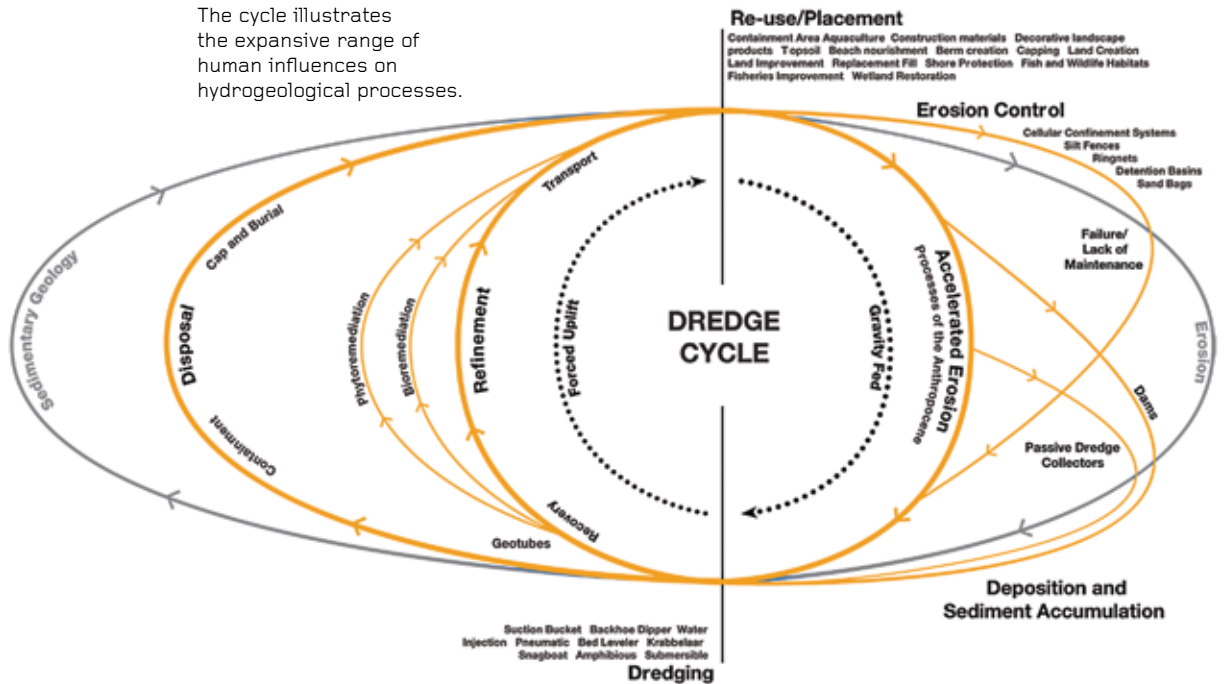 The cycle illustrates
the expansive range of
human influences on
hydrogeological processes.
Re-use/Placement
Containment Area Aquaculture Construction materials Decorative landscape
products Topsoil Beach nourishment Berm creation Capping Land Creation
Land Improvement Replacement Fill Shore Protection Fish and Wildlife Habitats
Fisheries Improvement Wetland Restoration
Erosion Control
Cellular Confinement Systems
Silt Fences
Ringnets
Detention Basins
Sand Bags
Failure/
Lack of
Maintenance
Transport
Cap and Burial
Sedimentary Geology
Disposal
Phytoremediation
Bioremediation
Refinement
Forced Uplift
DREDGE
CYCLE
Gravity Fed
Accelerated Erosion
Processes of the Anthropocene
Erosion
Dams
Passive Dredge
Collectors
Containment
Recovery
Geotubes
Deposition and
Sediment Accumulation
Suction Bucket Backhoe Dipper Water
Injection Pneumatic Bed Leveler Krabbelaar
Snagboat Amphibious Submersible
Dredging